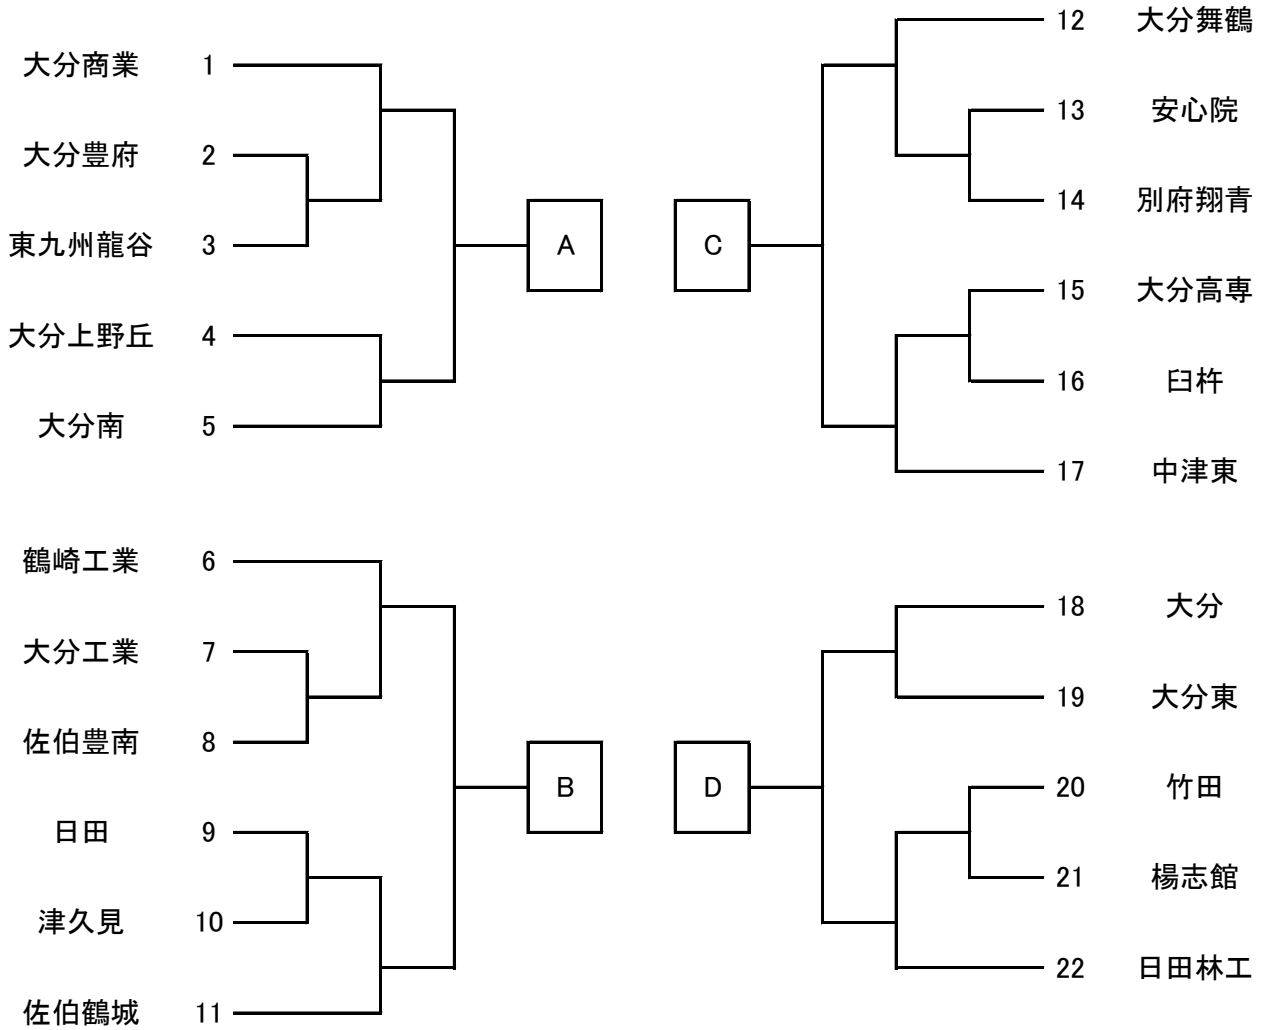 大分商業 1
大分豊府 2
東九州龍谷 3
大分上野丘 4
大分南 5
A
鶴崎工業 6
大分工業 7
佐伯豊南 8
日田 9
津久見 10
佐伯鶴城 11
B
12 大分舞鶴
13 安心院
14 別府翔青
15 大分高専
16 臼杵
17 中津東
C
18 大分
19 大分東
20 竹田
21 楊志館
22 日田林工
D